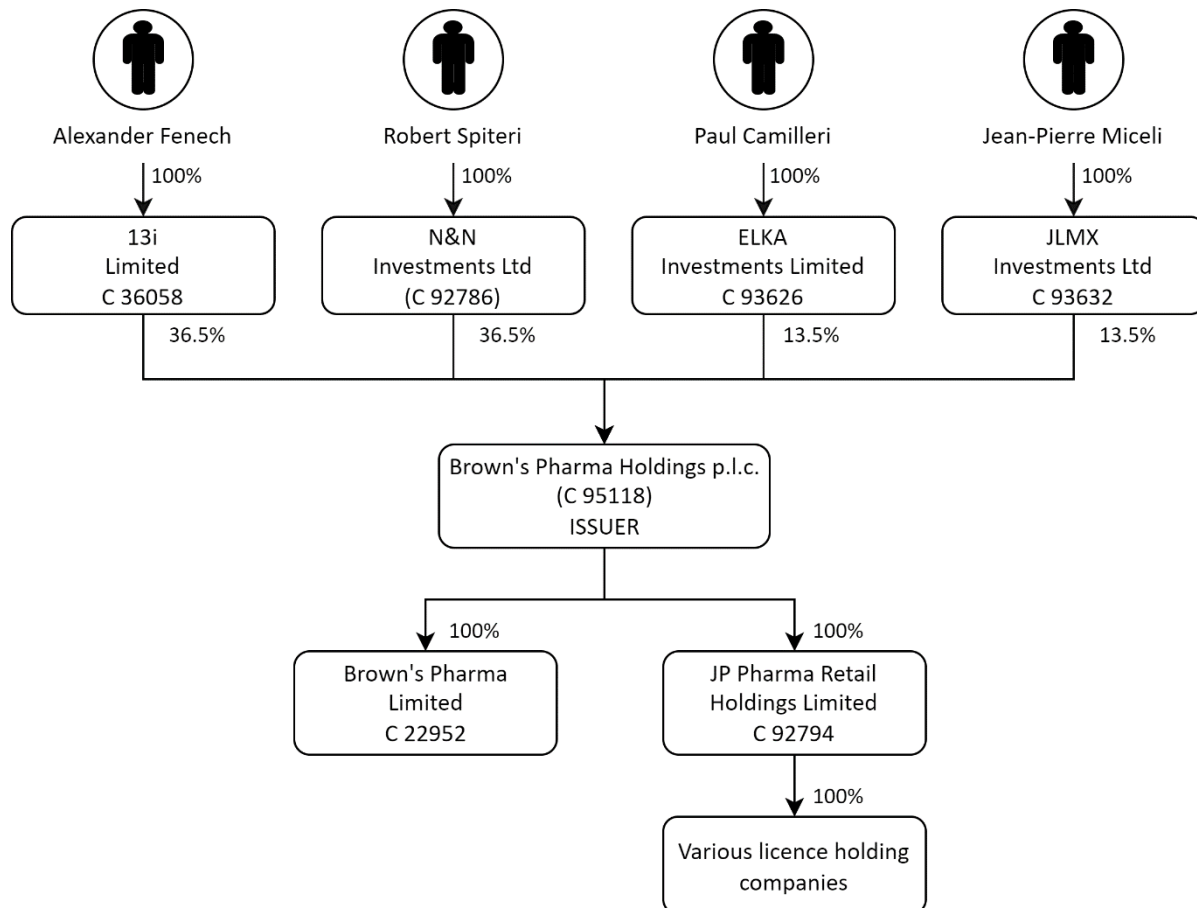 Alexander Fenech
Robert Spiteri
Paul Camilleri
Jean-Pierre Miceli
100%
100%
100%
100%
13i
Limited
C 36058
N&N
Investments Ltd
(C 92786)
ELKA
Investments Limited
C 93626
JLMX
Investments Ltd
C 93632
36.5%
36.5%
13.5%
13.5%
Brown's Pharma Holdings p.l.c.
(C 95118)
ISSUER
100%
100%
Brown's Pharma
Limited
C 22952
JP Pharma Retail
Holdings Limited
C 92794
100%
Various licence holding
companies